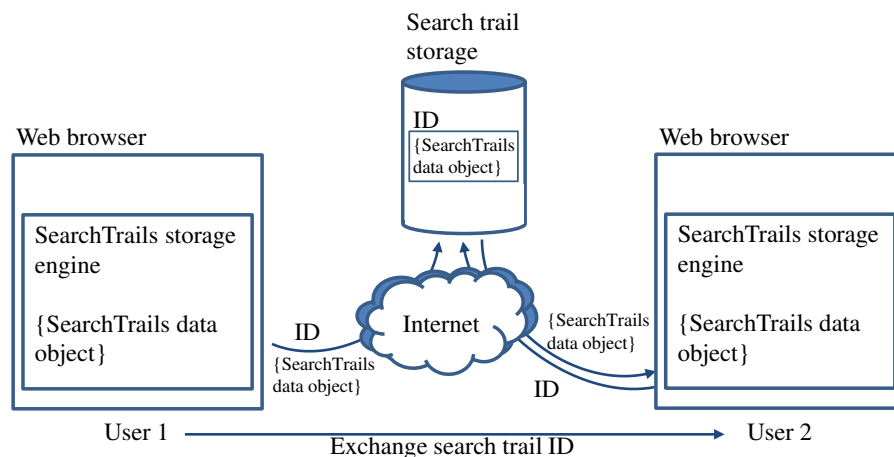 Search trail
storage
ID
{SearchTrails
data object}
Web browser
SearchTrails storage
engine
{SearchTrails data
object}
User 1
ID
{SearchTrails
data object}
Internet
{SearchTrails
data object}
ID
Web browser
SearchTrails storage
engine
{SearchTrails data
object}
User 2
Exchange search trail ID